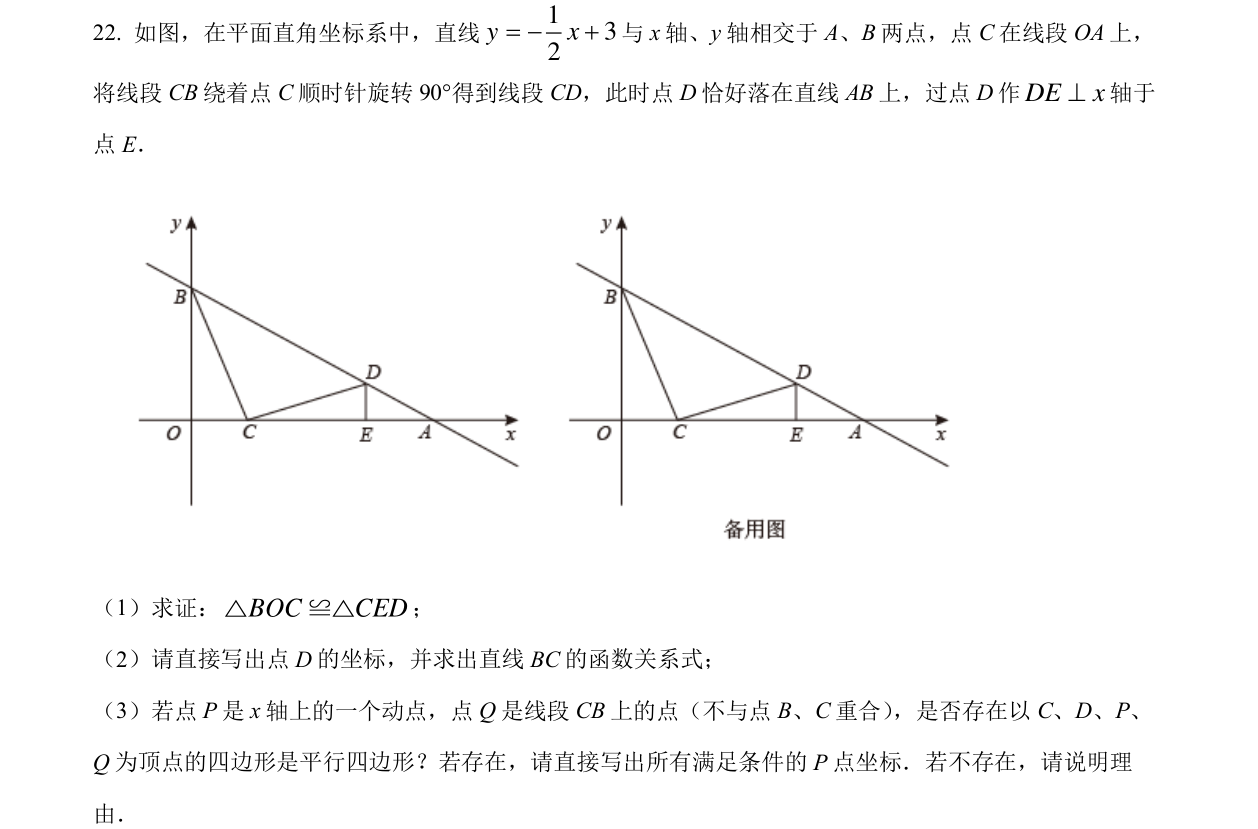 22. 如图，在平面直角坐标系中，直线 y = -\frac{1}{2}x + 3 与 x 轴、y 轴相交于 A、B 两点，点 C 在线段 OA 上，
将线段 CB 绕着点 C 顺时针旋转 90°得到线段 CD，此时点 D 恰好落在直线 AB 上，过点 D 作 DE ⊥ x 轴于
点 E．
y y
B B
D D
O C E A x O C E A x
备用图
（1）求证：△BOC ≌△CED；
（2）请直接写出点 D 的坐标，并求出直线 BC 的函数关系式；
（3）若点 P 是 x 轴上的一个动点，点 Q 是线段 CB 上的点（不与点 B、C 重合），是否存在以 C、D、P、
Q 为顶点的四边形是平行四边形？若存在，请直接写出所有满足条件的 P 点坐标．若不存在，请说明理
由．